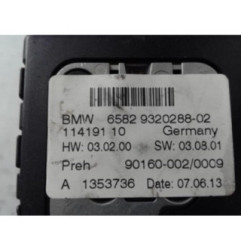 BMW 6582 9320288-02
114191 10 Germany
HW: 03.02.00 SW: 03.08.01
Preh 90160-002/0009
A 1353736 Date: 07.06.13